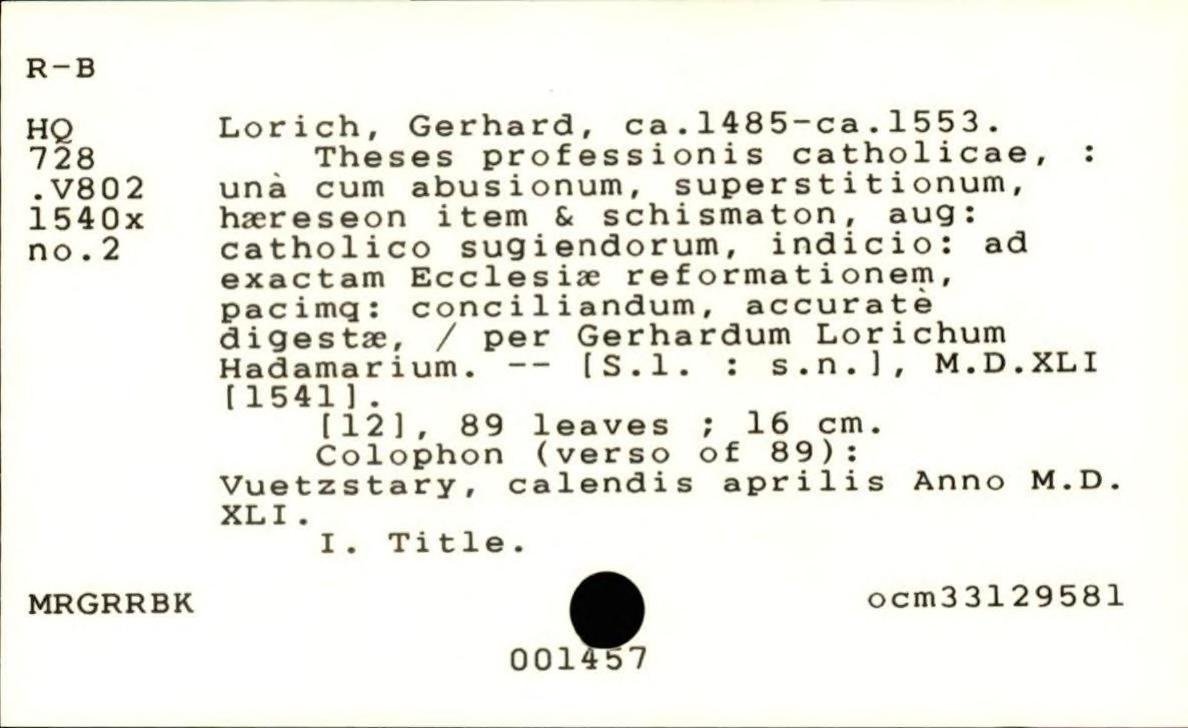 R-B
HQ Lorich, Gerhard, ca.1485-ca.1553.
728 Theses professionis catholicae, :
.V802 unà cum abusionum, superstitionum,
1540x hæreseon item & schismaton, aug:
no.2 catholico sugiendorum, indicio: ad
exactam Ecclesiæ reformationem,
pacimq: conciliandum, accuratè
digestæ, / per Gerhardum Lorichum
Hadamarium. -- [S.l. : s.n.], M.D.XLI
[1541].
[12], 89 leaves ; 16 cm.
Colophon (verso of 89):
Vuetzstary, calendis aprilis Anno M.D.
XLI.
I. Title.
MRGRRBK ocm33129581
001457